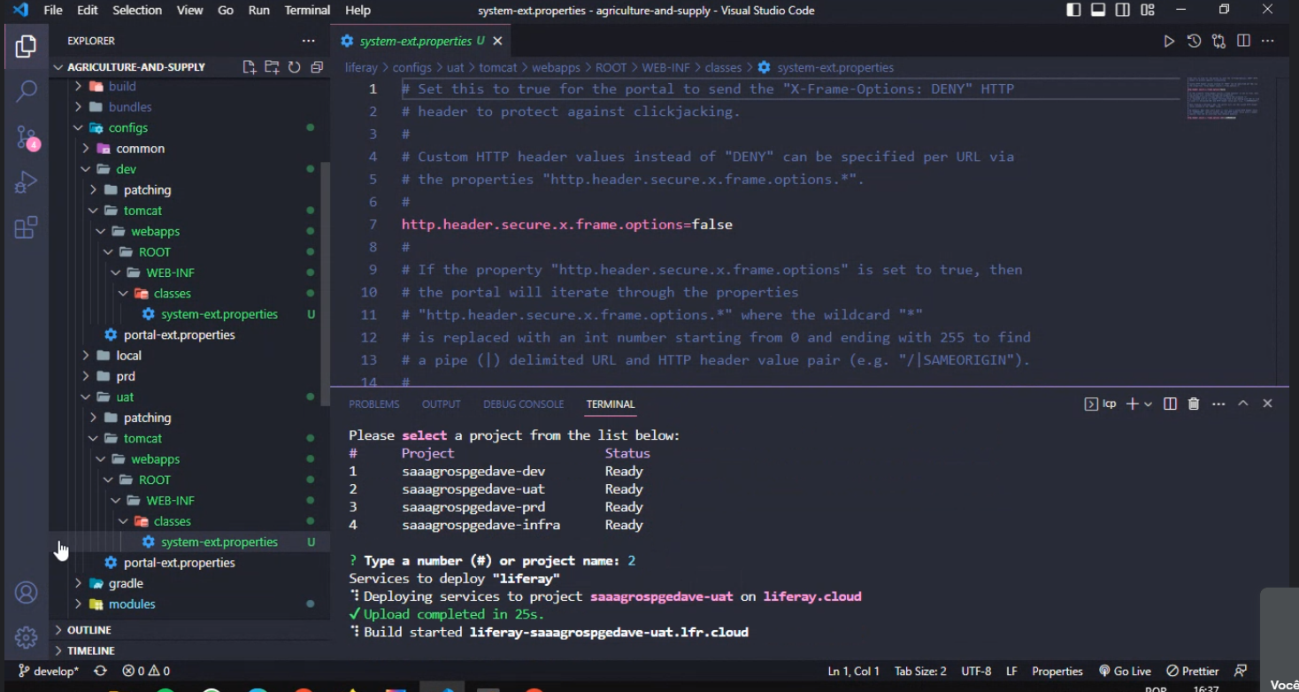 File Edit Selection View Go Run Terminal Help system-ext.properties - agriculture-and-supply - Visual Studio Code
EXPLORER
AGRICULTURE-AND-SUPPLY
build
bundles
configs
common
dev
patching
tomcat
webapps
ROOT
WEB-INF
classes
system-ext.properties U
portal-ext.properties
local
prd
uat
patching
tomcat
webapps
ROOT
WEB-INF
classes
system-ext.properties U
portal-ext.properties
gradle
modules
OUTLINE
TIMELINE
4
system-ext.properties U
liferay > configs > uat > tomcat > webapps > ROOT > WEB-INF > classes > system-ext.properties
1 # Set this to true for the portal to send the "X-Frame-Options: DENY" HTTP
2 # header to protect against clickjacking.
3 #
4 # Custom HTTP header values instead of "DENY" can be specified per URL via
5 # the properties "http.header.secure.x.frame.options.*".
6 #
7 http.header.secure.x.frame.options=false
8 #
9 # If the property "http.header.secure.x.frame.options" is set to true, then
10 # the portal will iterate through the properties
11 # "http.header.secure.x.frame.options.*" where the wildcard "*"
12 # is replaced with an int number starting from 0 and ending with 255 to find
13 # a pipe (|) delimited URL and HTTP header value pair (e.g. "/|SAMEORIGIN").
14 #
PROBLEMS OUTPUT DEBUG CONSOLE TERMINAL lcp
Please select a project from the list below:
# Project Status
1 saaagrospgedave-dev Ready
2 saaagrospgedave-uat Ready
3 saaagrospgedave-prd Ready
4 saaagrospgedave-infra Ready
? Type a number (#) or project name: 2
Services to deploy "liferay"
Deploying services to project saaagrospgedave-uat on liferay.cloud
✓ Upload completed in 25s.
Build started liferay-saaagrospgedave-uat.lfr.cloud
develop* 0 0 Ln 1, Col 1 Tab Size: 2 UTF-8 LF Properties Go Live Prettier
Você
POR 16:37